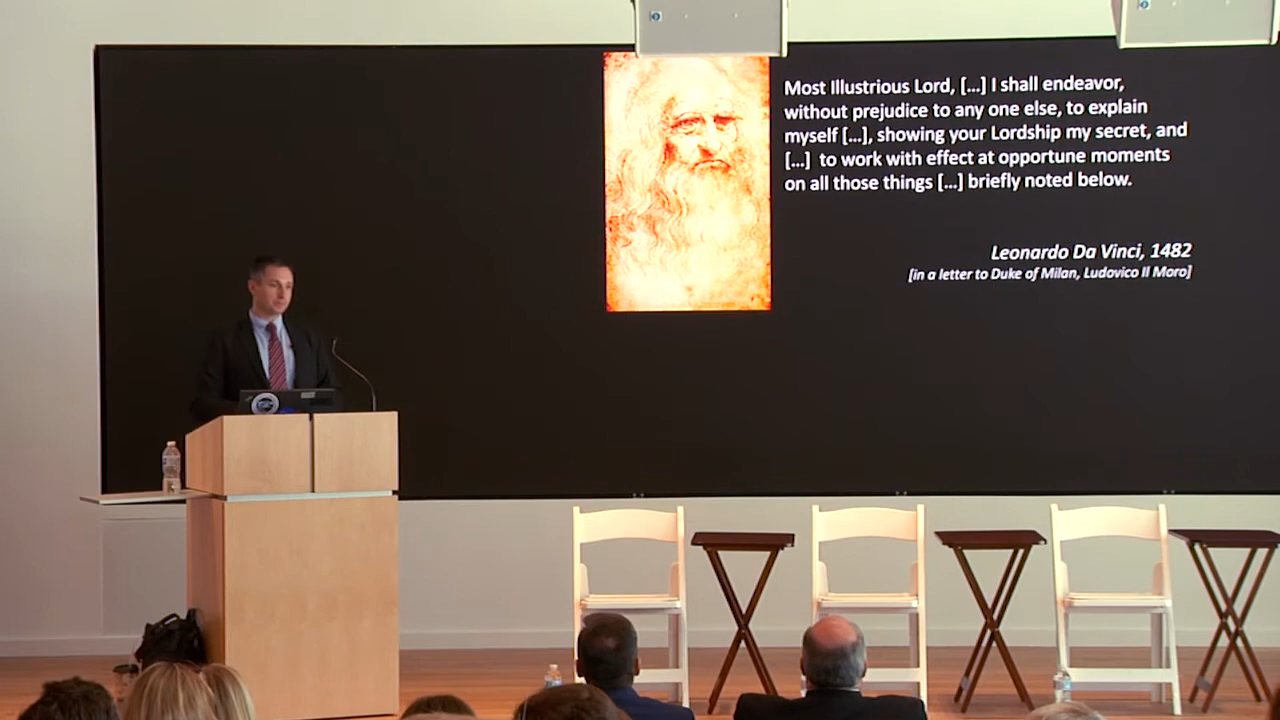 Most Illustrious Lord, [...] I shall endeavor,
without prejudice to any one else, to explain
myself [...], showing your Lordship my secret, and
[...] to work with effect at opportune moments
on all those things [...] briefly noted below.
Leonardo Da Vinci, 1482
[in a letter to Duke of Milan, Ludovico Il Moro]